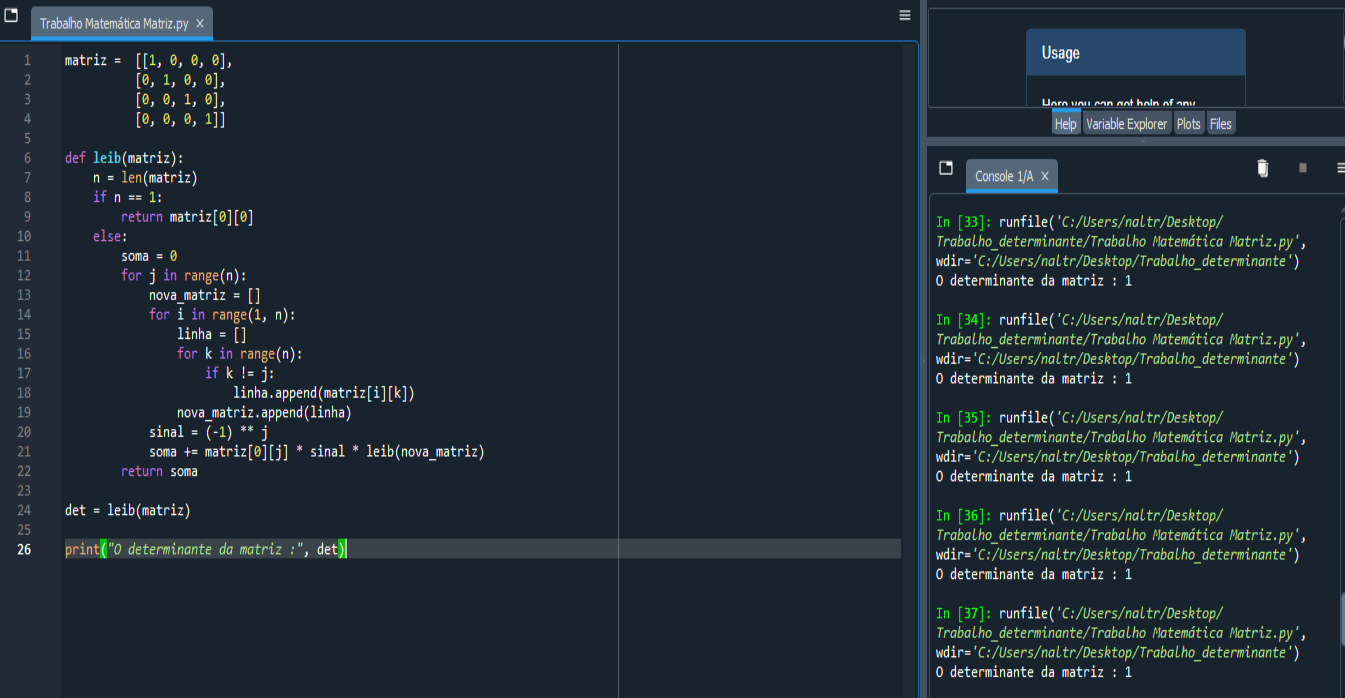 Trabalho Matemática Matriz.py ×
1 matriz =  [[1, 0, 0, 0],
2           [0, 1, 0, 0],
3           [0, 0, 1, 0],
4           [0, 0, 0, 1]]
5
6 def leib(matriz):
7     n = len(matriz)
8     if n == 1:
9         return matriz[0][0]
10     else:
11         soma = 0
12         for j in range(n):
13             nova_matriz = []
14             for i in range(1, n):
15                 linha = []
16                 for k in range(n):
17                     if k != j:
18                         linha.append(matriz[i][k])
19                 nova_matriz.append(linha)
20             sinal = (-1) ** j
21             soma += matriz[0][j] * sinal * leib(nova_matriz)
22         return soma
23
24 det = leib(matriz)
25
26 print("O determinante da matriz :", det)
Usage
Here you can get help of any
Help Variable Explorer Plots Files
Console 1/A ×
In [33]: runfile('C:/Users/naltr/Desktop/
Trabalho_determinante/Trabalho Matemática Matriz.py',
wdir='C:/Users/naltr/Desktop/Trabalho_determinante')
O determinante da matriz : 1
In [34]: runfile('C:/Users/naltr/Desktop/
Trabalho_determinante/Trabalho Matemática Matriz.py',
wdir='C:/Users/naltr/Desktop/Trabalho_determinante')
O determinante da matriz : 1
In [35]: runfile('C:/Users/naltr/Desktop/
Trabalho_determinante/Trabalho Matemática Matriz.py',
wdir='C:/Users/naltr/Desktop/Trabalho_determinante')
O determinante da matriz : 1
In [36]: runfile('C:/Users/naltr/Desktop/
Trabalho_determinante/Trabalho Matemática Matriz.py',
wdir='C:/Users/naltr/Desktop/Trabalho_determinante')
O determinante da matriz : 1
In [37]: runfile('C:/Users/naltr/Desktop/
Trabalho_determinante/Trabalho Matemática Matriz.py',
wdir='C:/Users/naltr/Desktop/Trabalho_determinante')
O determinante da matriz : 1